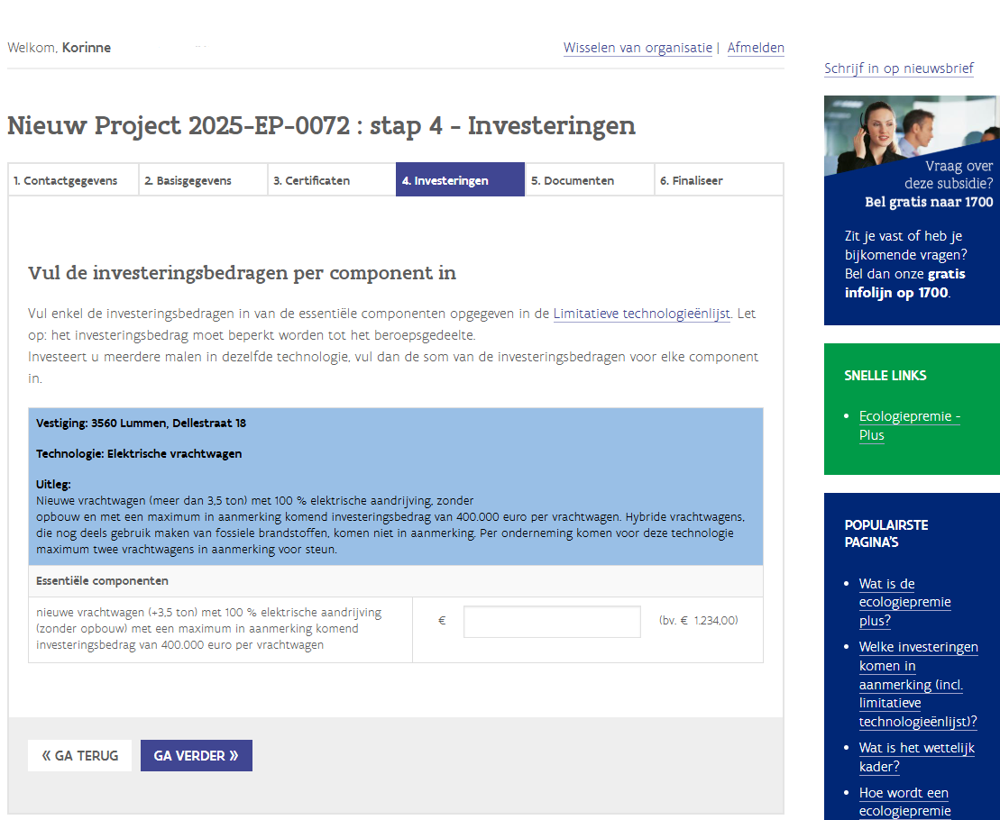 Welkom, Korinne
Wisselen van organisatie | Afmelden
Schrijf in op nieuwsbrief
Nieuw Project 2025-EP-0072 : stap 4 - Investeringen
1. Contactgegevens
2. Basisgegevens
3. Certificaten
4. Investeringen
5. Documenten
6. Finaliseer
Vul de investeringsbedragen per component in
Vul enkel de investeringsbedragen in van de essentiële componenten opgegeven in de Limitatieve technologieënlijst. Let
op: het investeringsbedrag moet beperkt worden tot het beroepsgedeelte.
Investeert u meerdere malen in dezelfde technologie, vul dan de som van de investeringsbedragen voor elke component
in.
Vestiging: 3560 Lummen, Dellestraat 18
Technologie: Elektrische vrachtwagen
Uitleg:
Nieuwe vrachtwagen (meer dan 3,5 ton) met 100 % elektrische aandrijving, zonder
opbouw en met een maximum in aanmerking komend investeringsbedrag van 400.000 euro per vrachtwagen. Hybride vrachtwagens,
die nog deels gebruik maken van fossiele brandstoffen, komen niet in aanmerking. Per onderneming komen voor deze technologie
maximum twee vrachtwagens in aanmerking voor steun.
Essentiële componenten
nieuwe vrachtwagen (+3,5 ton) met 100 % elektrische aandrijving
(zonder opbouw) met een maximum in aanmerking komend
investeringsbedrag van 400.000 euro per vrachtwagen
€
(bv. € 1.234,00)
« GA TERUG
GA VERDER »
Vraag over
deze subsidie?
Bel gratis naar 1700
Zit je vast of heb je
bijkomende vragen?
Bel dan onze gratis
infolijn op 1700.
SNELLE LINKS
• Ecologiepremie -
Plus
POPULAIRSTE
PAGINA'S
• Wat is de
ecologiepremie
plus?
• Welke investeringen
komen in
aanmerking (incl.
limitatieve
technologieënlijst)?
• Wat is het wettelijk
kader?
• Hoe wordt een
ecologiepremie